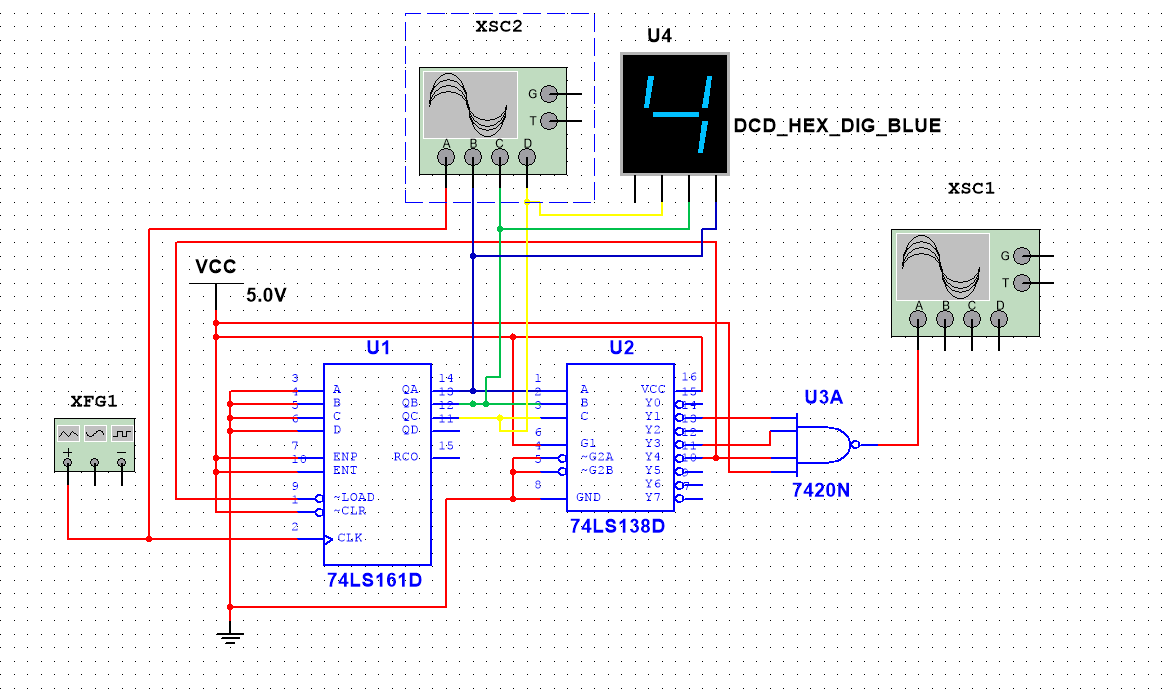 XSC2
U4
G
T
A B C D
DCD_HEX_DIG_BLUE
XSC1
G
T
A B C D
VCC
5.0V
U1
U2
3 A QA 14
4 B QB 13
5 C QC 12
6 D QD 11
7 ENP RCO 15
10 ENT
9 ~LOAD
1 ~CLR
2 CLK
74LS161D
1 A VCC 16
2 B Y0 15
3 C Y1 14
Y2 13
6 G1 Y3 12
4 ~G2A Y4 11
5 ~G2B Y5 10
Y6 9
8 GND Y7 7
74LS138D
U3A
7420N
XFG1
+ −